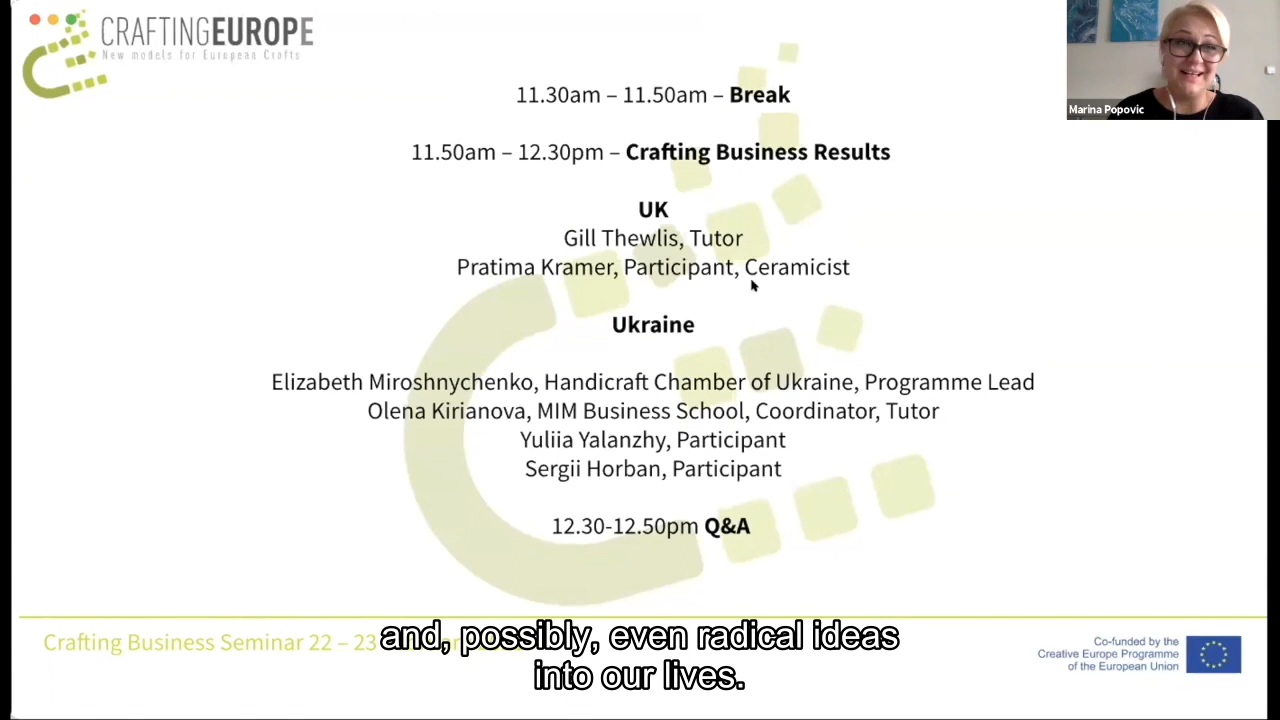 CRAFTINGEUROPE
New models for European Crafts
Marina Popovic
11.30am – 11.50am – Break
11.50am – 12.30pm – Crafting Business Results
UK
Gill Thewlis, Tutor
Pratima Kramer, Participant, Ceramicist
Ukraine
Elizabeth Miroshnychenko, Handicraft Chamber of Ukraine, Programme Lead
Olena Kirianova, MIM Business School, Coordinator, Tutor
Yuliia Yalanzhy, Participant
Sergii Horban, Participant
12.30-12.50pm Q&A
Crafting Business Seminar 22 – 23
and, possibly, even radical ideas
into our lives.
Co-funded by the
Creative Europe Programme
of the European Union